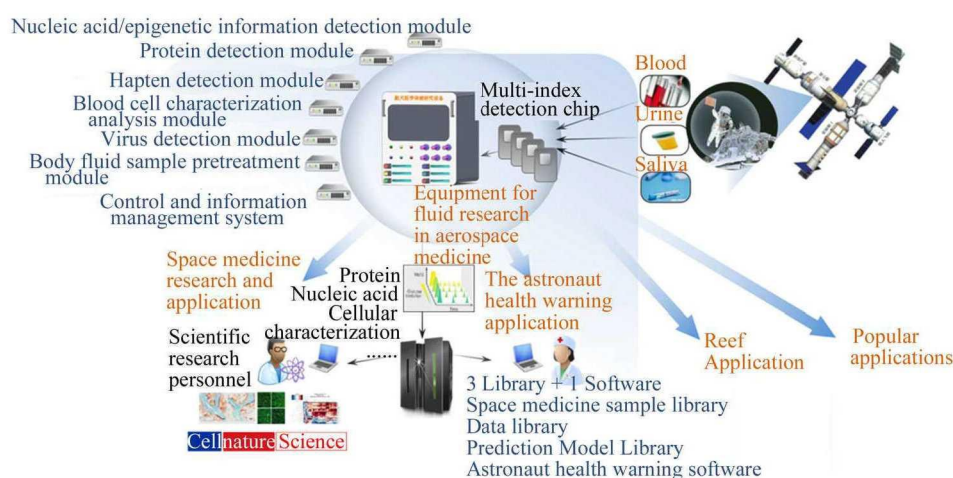 Nucleic acid/epigenetic information detection module
Protein detection module
Hapten detection module
Blood cell characterization
analysis module
Virus detection module
Body fluid sample pretreatment
module
Control and information
management system
Multi-index
detection chip
Blood
Urine
Saliva
Equipment for
fluid research
in aerospace
medicine
Space medicine
research and
application
Protein
Nucleic acid
Cellular
characterization
The astronaut
health warning
application
Reef
Application
Popular
applications
Scientific
research
personnel
......
3 Library + 1 Software
Space medicine sample library
Data library
Prediction Model Library
Astronaut health warning software
Cell nature Science